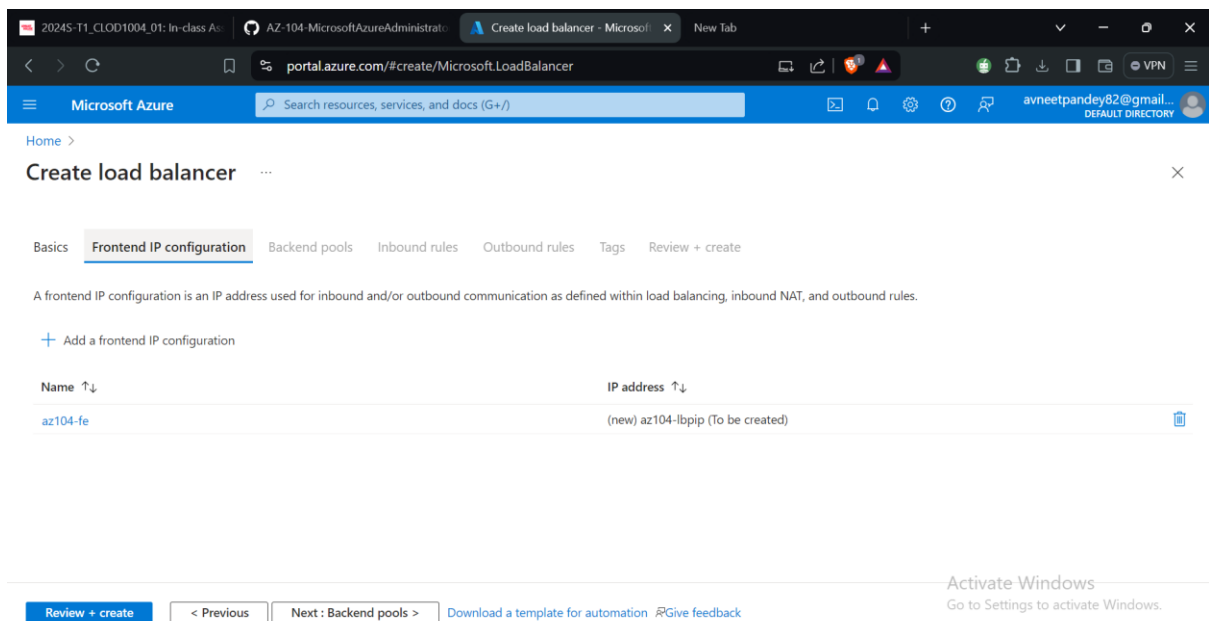 2024S-T1_CLOD1004_01: In-class Ass
AZ-104-MicrosoftAzureAdministrato
Create load balancer - Microsoft
New Tab
portal.azure.com/#create/Microsoft.LoadBalancer
VPN
Microsoft Azure
Search resources, services, and docs (G+/)
avneetpandey82@gmail...
DEFAULT DIRECTORY
Home >
Create load balancer ...
Basics Frontend IP configuration Backend pools Inbound rules Outbound rules Tags Review + create
A frontend IP configuration is an IP address used for inbound and/or outbound communication as defined within load balancing, inbound NAT, and outbound rules.
+ Add a frontend IP configuration
Name ↑↓ IP address ↑↓
az104-fe (new) az104-lbpip (To be created)
Activate Windows
Go to Settings to activate Windows.
Review + create < Previous Next : Backend pools > Download a template for automation Give feedback